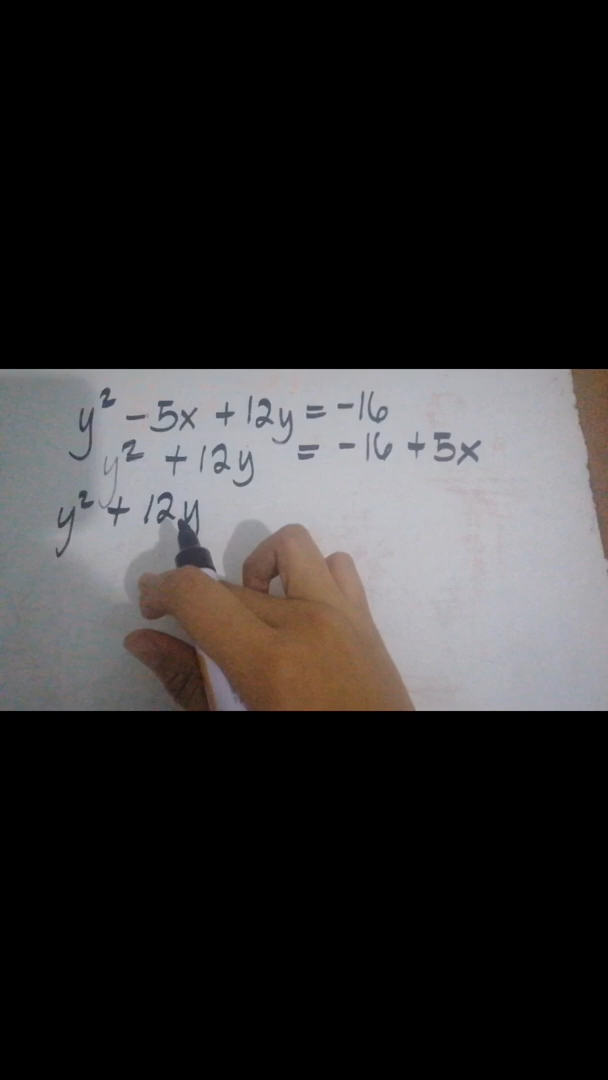 y² - 5x + 12y = -16
y² + 12y = -16 + 5x
y² + 12y